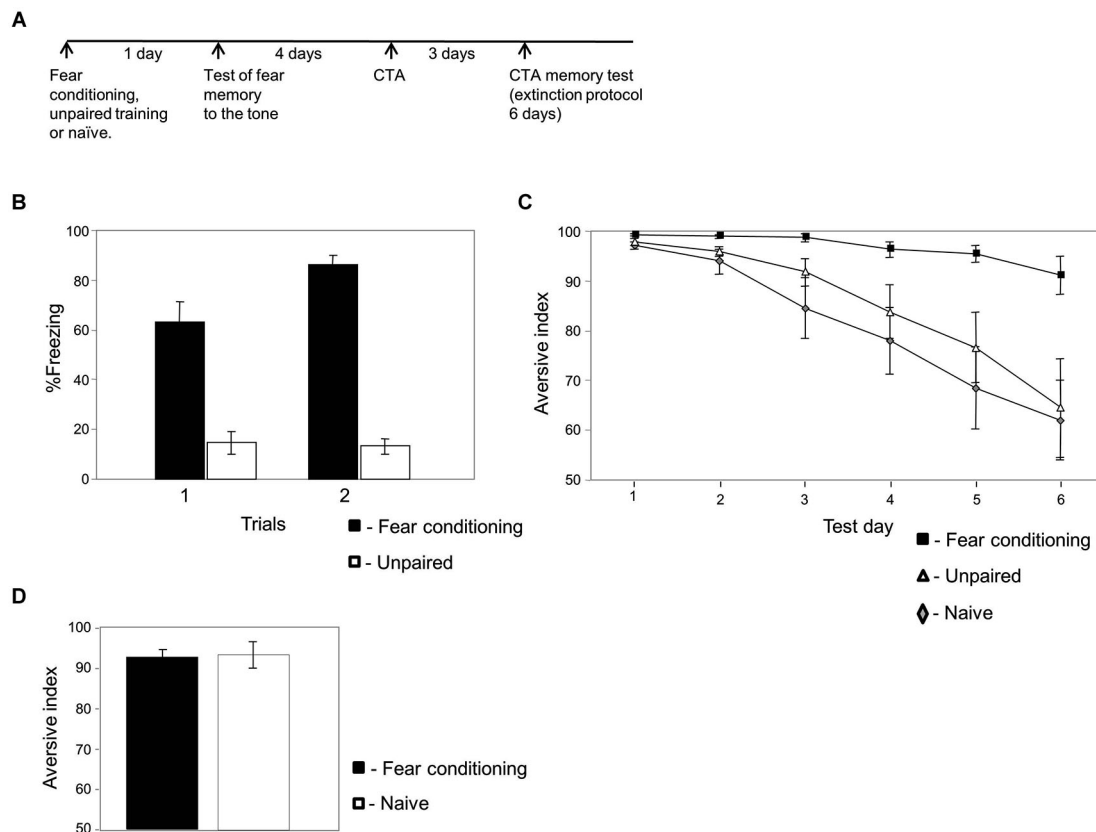 A
1 day
4 days
3 days
Fear
conditioning,
unpaired training
or naïve.
Test of fear
memory
to the tone
CTA
CTA memory test
(extinction protocol
6 days)
B
%Freezing
100
80
60
40
20
0
1
2
Trials
- Fear conditioning
- Unpaired
C
Aversive index
100
90
80
70
60
50
1
2
3
4
5
6
Test day
- Fear conditioning
- Unpaired
- Naive
D
Aversive index
100
90
80
70
60
50
- Fear conditioning
- Naive